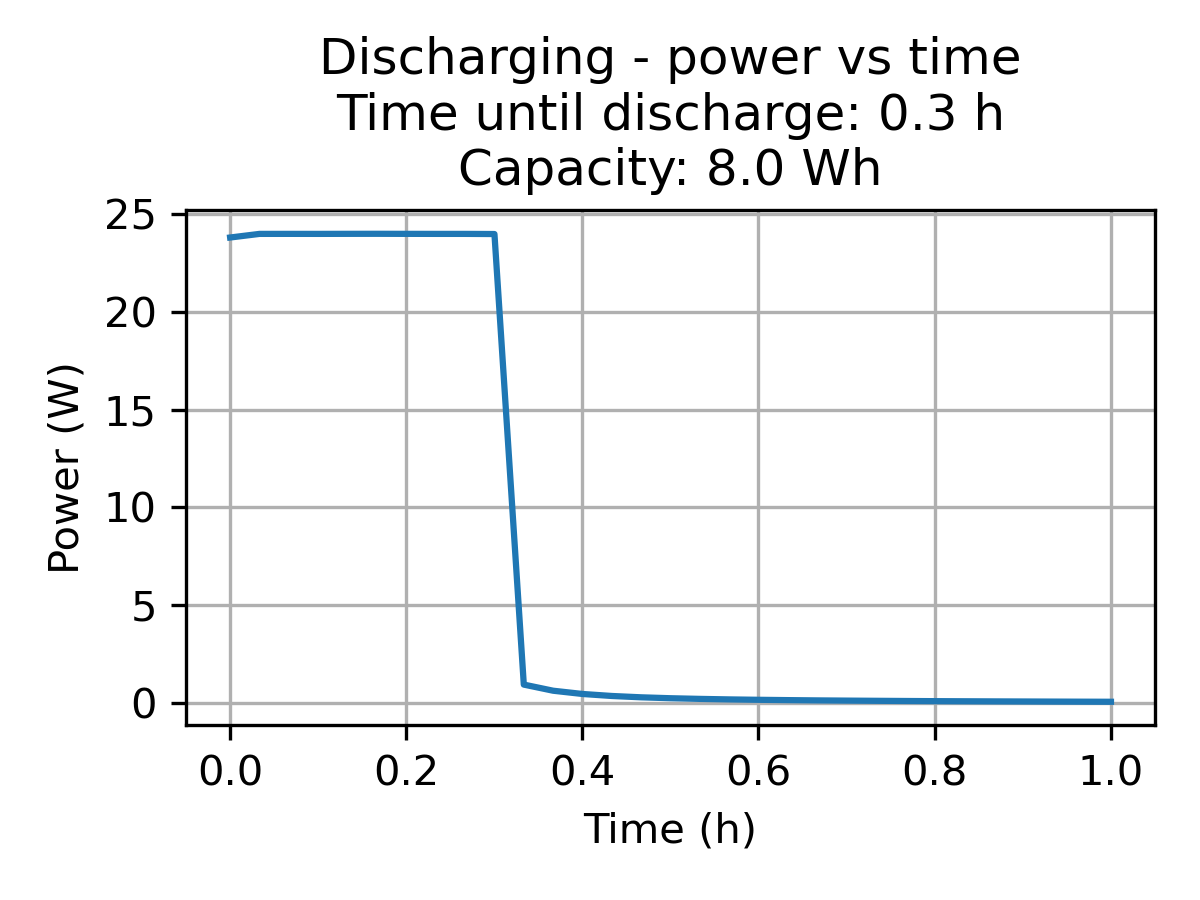 Discharging - power vs time
Time until discharge: 0.3 h
Capacity: 8.0 Wh
25
20
15
10
5
0
Power (W)
0.0 0.2 0.4 0.6 0.8 1.0
Time (h)